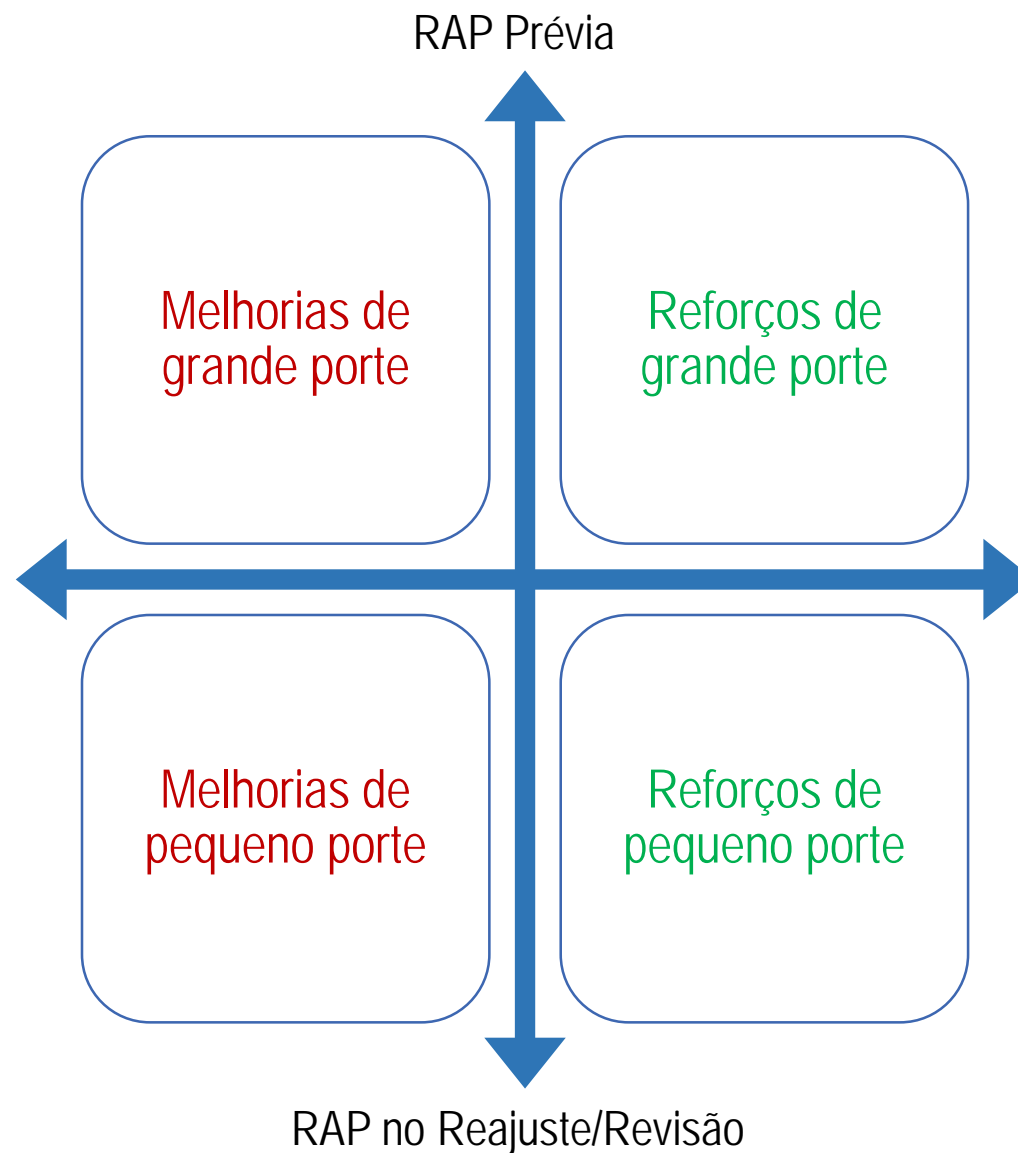 RAP Prévia
Melhorias de
grande porte
Reforços de
grande porte
Melhorias de
pequeno porte
Reforços de
pequeno porte
RAP no Reajuste/Revisão